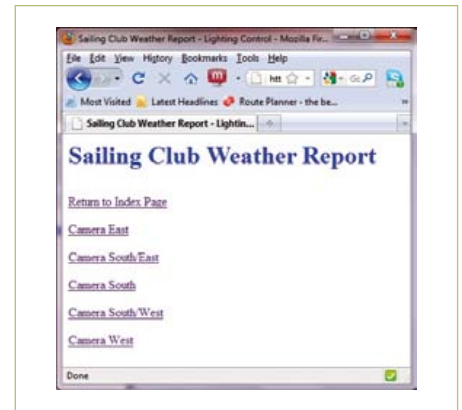 Sailing Club Weather Report - Lighting Control - Mozilla Fir...
File Edit View History Bookmarks Tools Help
Most Visited Latest Headlines Route Planner - the be...
Sailing Club Weather Report - Lightin...
Sailing Club Weather Report
Return to Index Page
Camera East
Camera South/East
Camera South
Camera South/West
Camera West
Done